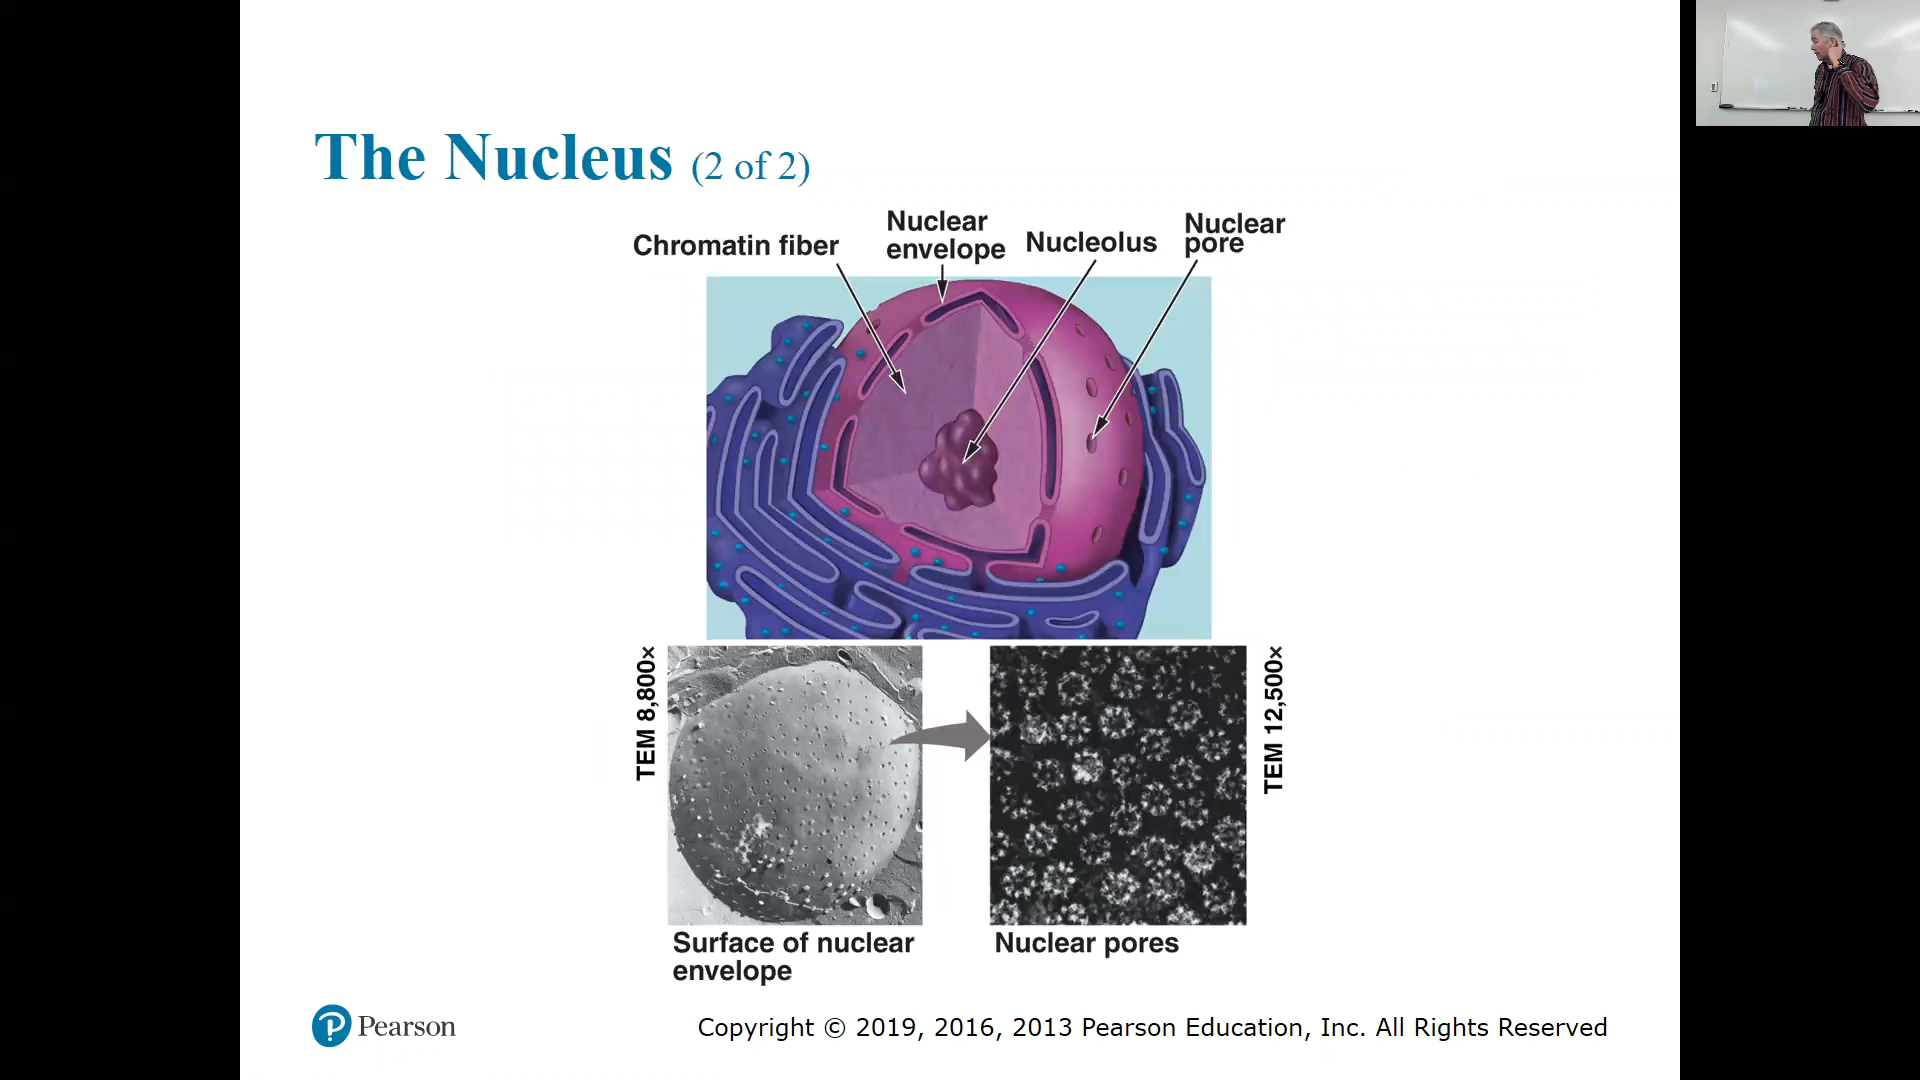 The Nucleus (2 of 2)
Chromatin fiber
Nuclear
envelope
Nucleolus
Nuclear
pore
TEM 8,800×
TEM 12,500×
Surface of nuclear
envelope
Nuclear pores
Pearson
Copyright © 2019, 2016, 2013 Pearson Education, Inc. All Rights Reserved